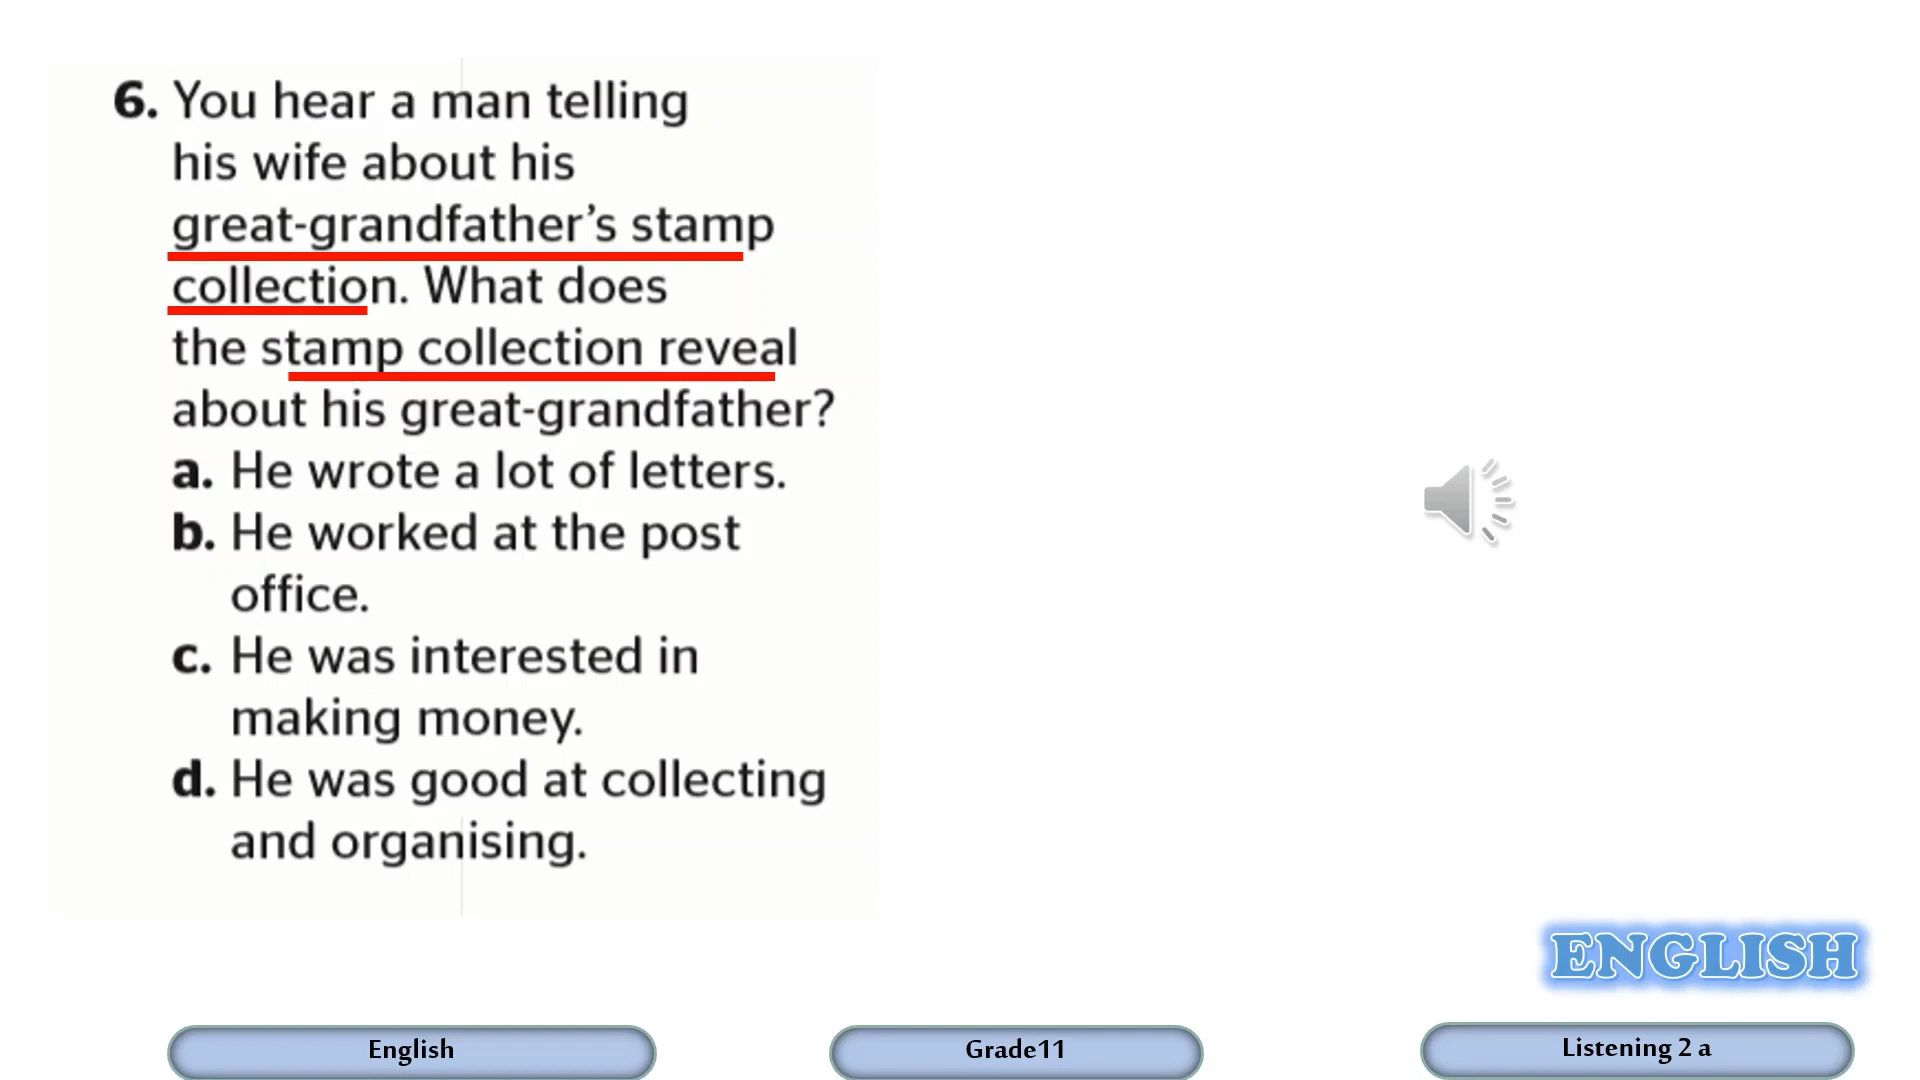 6. You hear a man telling
his wife about his
great-grandfather’s stamp
collection. What does
the stamp collection reveal
about his great-grandfather?
a. He wrote a lot of letters.
b. He worked at the post
office.
c. He was interested in
making money.
d. He was good at collecting
and organising.
ENGLISH
English
Grade11
Listening 2 a